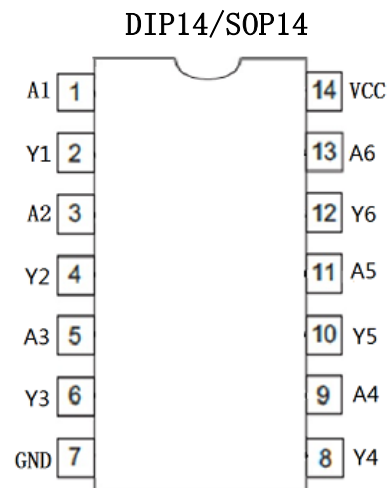 DIP14/SOP14
A1 1 14 VCC
Y1 2 13 A6
A2 3 12 Y6
Y2 4 11 A5
A3 5 10 Y5
Y3 6 9 A4
GND 7 8 Y4